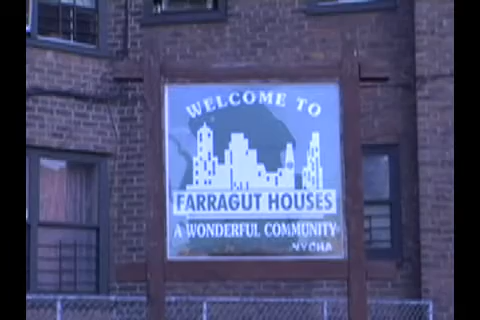 WELCOME TO
FARRAGUT HOUSES
A WONDERFUL COMMUNITY
NYCHA